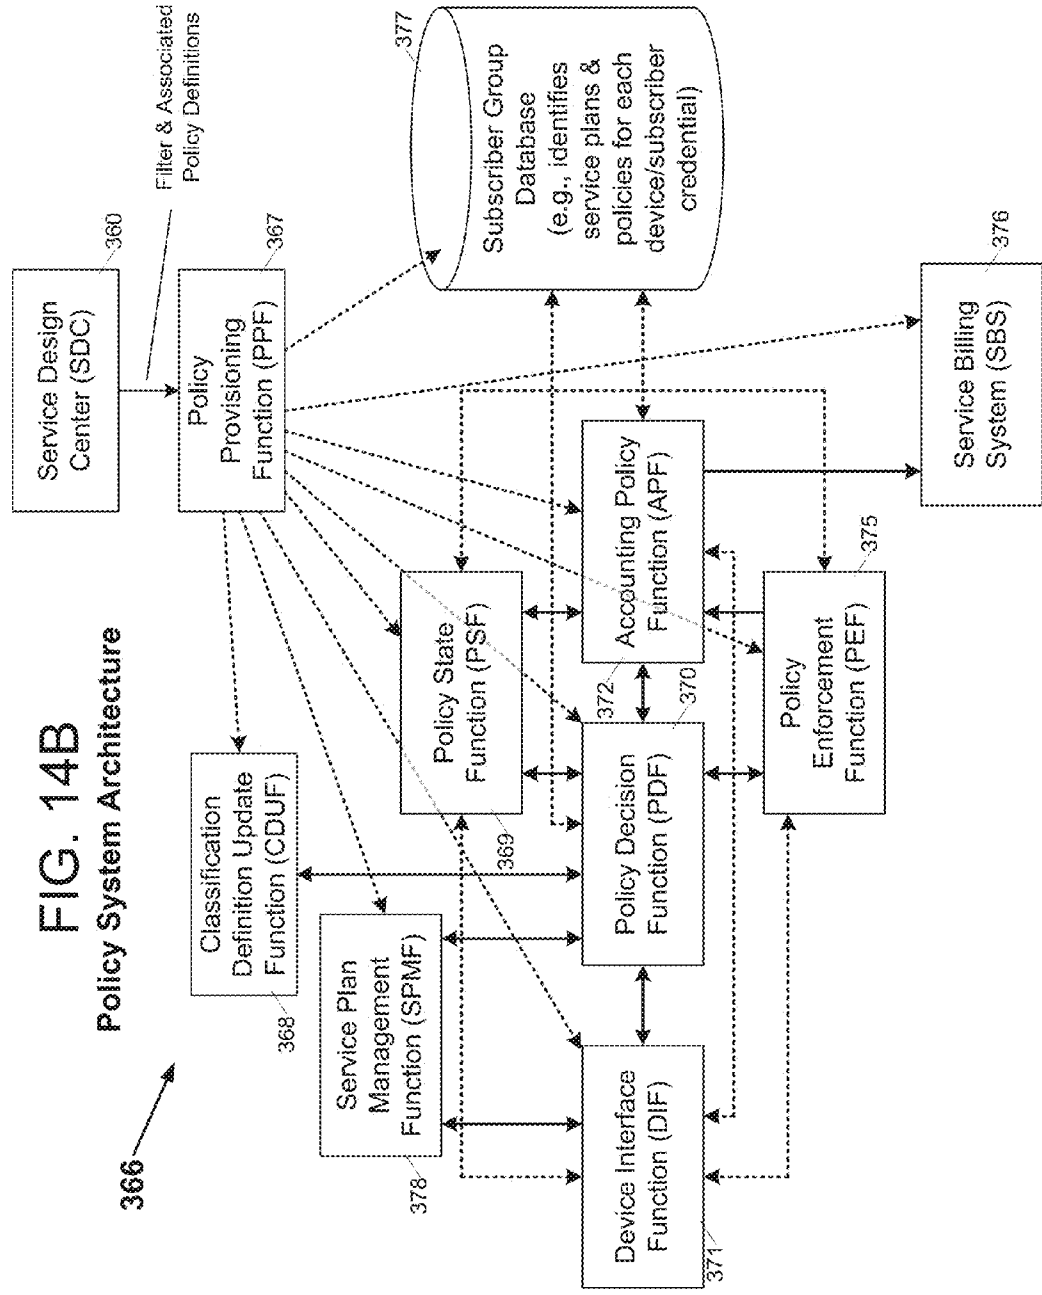 FIG. 14B
Policy System Architecture
366
Service Design
Center (SDC)
360
Filter & Associated
Policy Definitions
Policy
Provisioning
Function (PPF)
367
Classification
Definition Update
Function (CDUF)
368
Service Plan
Management
Function (SPMF)
378
Policy State
Function (PSF)
369
Subscriber Group
Database
(e.g., identifies
service plans &
policies for each
device/subscriber
credential)
377
Device Interface
Function (DIF)
371
Policy Decision
Function (PDF)
370
Accounting Policy
Function (APF)
372
Policy
Enforcement
Function (PEF)
375
Service Billing
System (SBS)
376